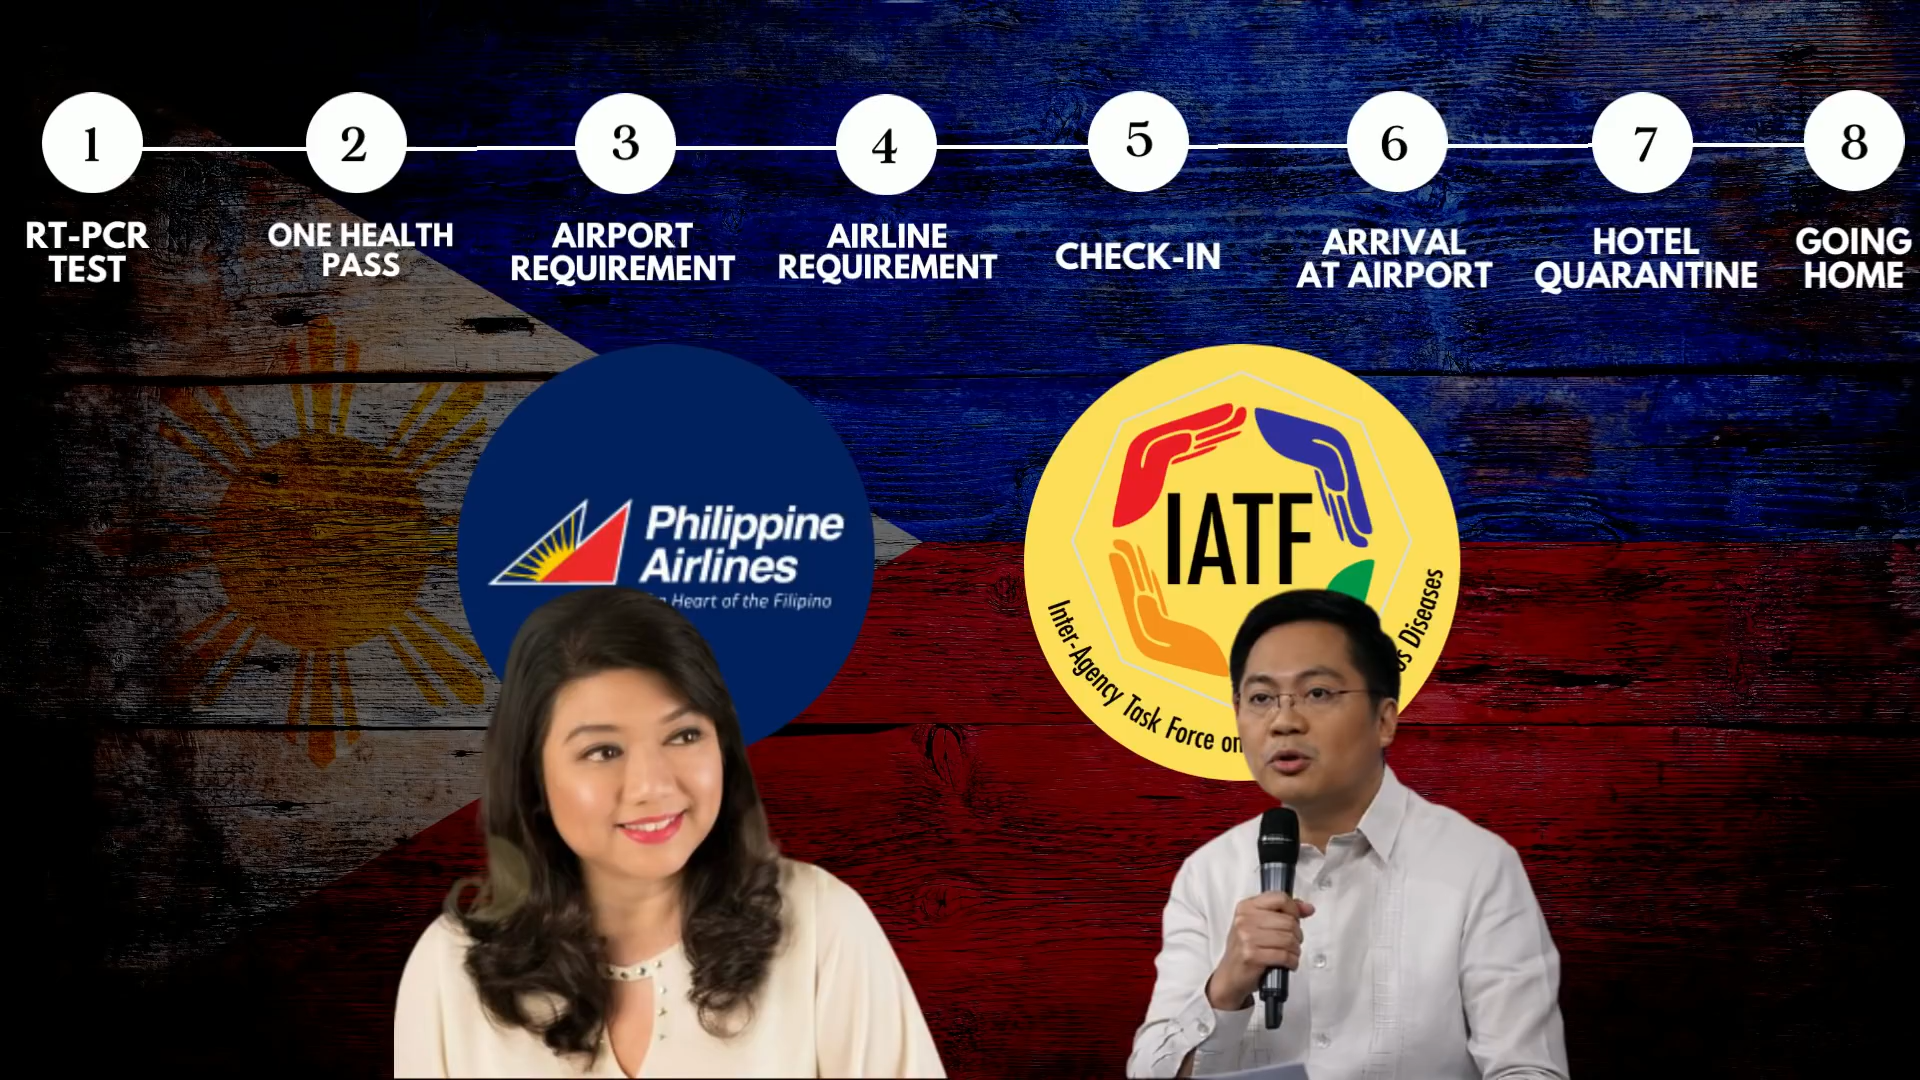 1
2
3
4
5
6
7
8
RT-PCR
TEST
ONE HEALTH
PASS
AIRPORT
REQUIREMENT
AIRLINE
REQUIREMENT
CHECK-IN
ARRIVAL
AT AIRPORT
HOTEL
QUARANTINE
GOING
HOME
Philippine
Airlines
Heart of the Filipino
IATF
Inter-Agency Task Force on
Diseases